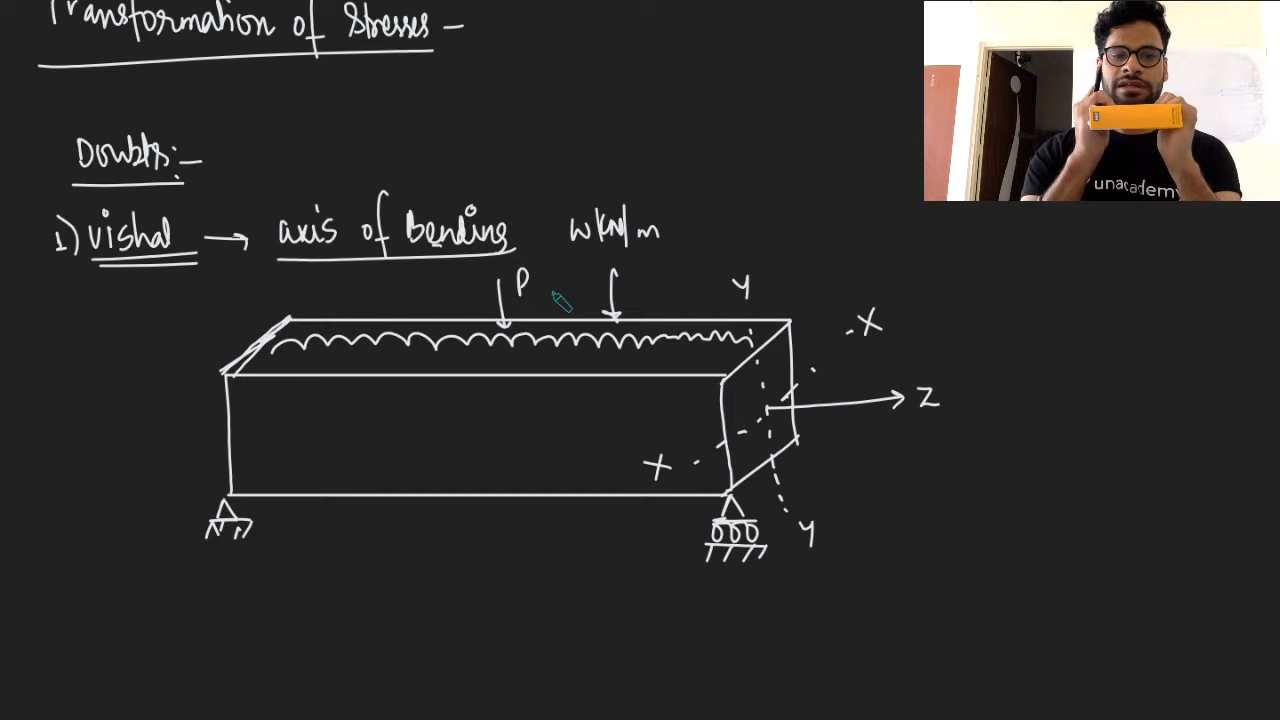 Transformation of Stresses -
Doubts:-
1) Vishal → axis of Bending
w kN/m
P
Y
X
Z
X
Y
unacademy